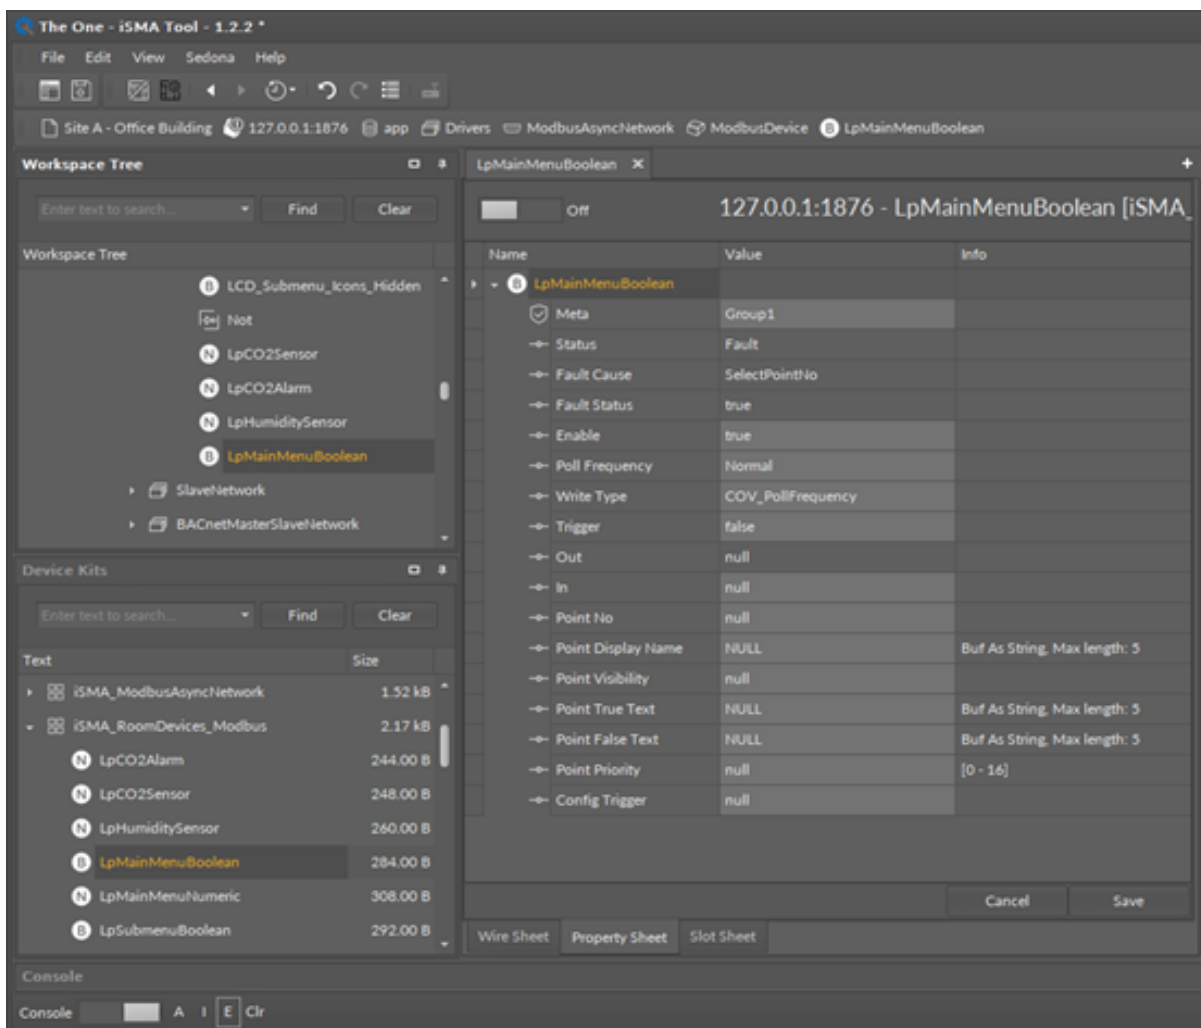 The One - iSMA Tool - 1.2.2 *
File Edit View Sedona Help
Site A - Office Building 127.0.0.1:1876 app Drivers ModbusAsyncNetwork ModbusDevice B LpMainMenuBoolean
Workspace Tree
Enter text to search... Find Clear
Workspace Tree
B LCD_Submenu_Icons_Hidden
Not
N LpCO2Sensor
N LpCO2Alarm
N LpHumiditySensor
B LpMainMenuBoolean
SlaveNetwork
BACnetMasterSlaveNetwork
Device Kits
Enter text to search... Find Clear
Text Size
iSMA_ModbusAsyncNetwork 1.52 kB
iSMA_RoomDevices_Modbus 2.17 kB
N LpCO2Alarm 244.00 B
N LpCO2Sensor 248.00 B
N LpHumiditySensor 260.00 B
B LpMainMenuBoolean 284.00 B
N LpMainMenuNumeric 308.00 B
B LpSubmenuBoolean 292.00 B
LpMainMenuBoolean
Off 127.0.0.1:1876 - LpMainMenuBoolean [iSMA_
Name Value Info
B LpMainMenuBoolean
Meta Group1
Status Fault
Fault Cause SelectPointNo
Fault Status true
Enable true
Poll Frequency Normal
Write Type COV_PollFrequency
Trigger false
Out null
In null
Point No null
Point Display Name NULL Buf As String, Max length: 5
Point Visibility null
Point True Text NULL Buf As String, Max length: 5
Point False Text NULL Buf As String, Max length: 5
Point Priority null [0 - 16]
Config Trigger null
Cancel Save
Wire Sheet Property Sheet Slot Sheet
Console
Console A I E Clr